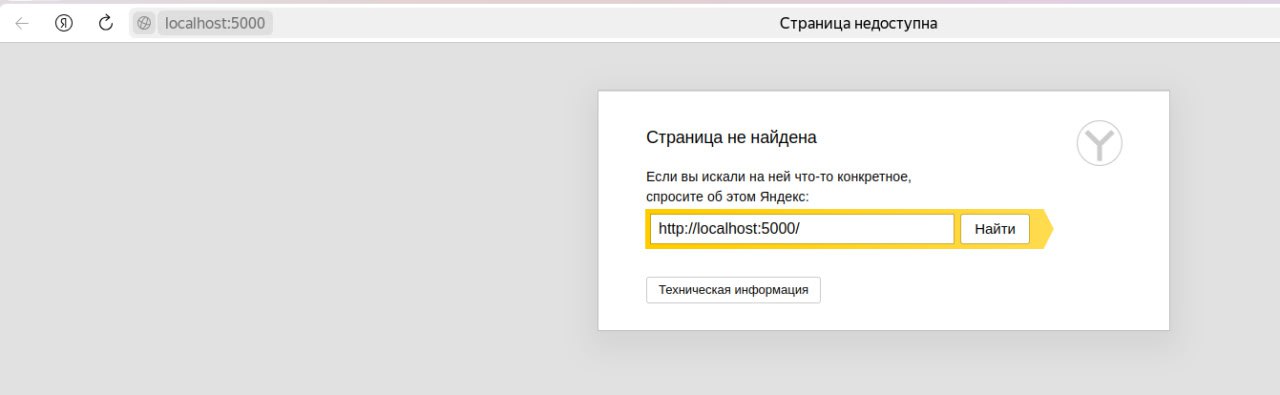 Я
localhost:5000
Страница недоступна
Страница не найдена
Если вы искали на ней что-то конкретное,
спросите об этом Яндекс:
http://localhost:5000/
Найти
Техническая информация